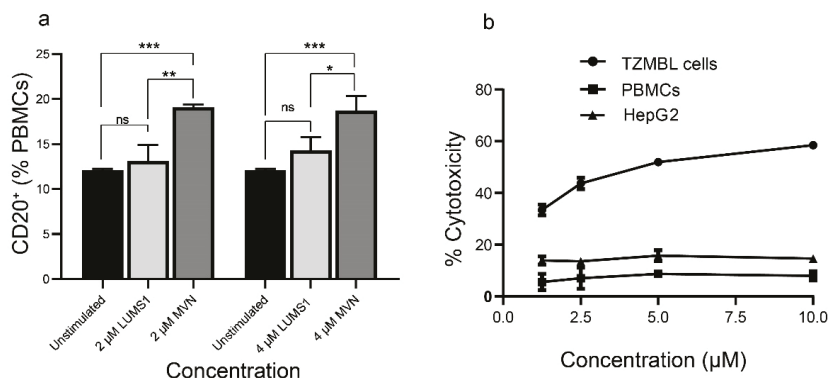 a
CD20⁺ (% PBMCs)
25
20
15
10
5
0
***
**
ns
***
*
ns
Unstimulated
2 µM LUMS1
2 µM MVN
Unstimulated
4 µM LUMS1
4 µM MVN
Concentration
b
TZMBL cells
PBMCs
HepG2
% Cytotoxicity
80
60
40
20
0
0.0 2.5 5.0 7.5 10.0
Concentration (µM)